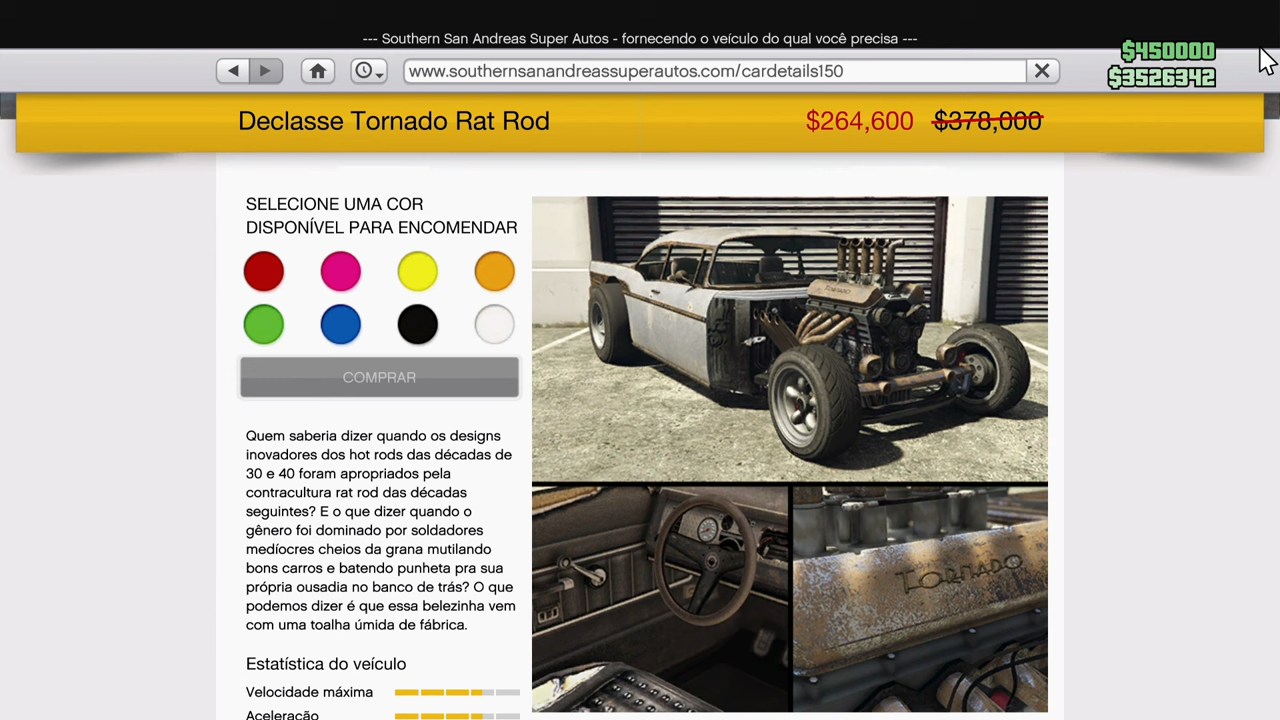 --- Southern San Andreas Super Autos - fornecendo o veículo do qual você precisa ---
$450000
www.southernsanandreassuperautos.com/cardetails150
$3526342
Declasse Tornado Rat Rod
$264,600 $378,000
SELECIONE UMA COR
DISPONÍVEL PARA ENCOMENDAR
COMPRAR
Quem saberia dizer quando os designs
inovadores dos hot rods das décadas de
30 e 40 foram apropriados pela
contracultura rat rod das décadas
seguintes? E o que dizer quando o
gênero foi dominado por soldadores
medíocres cheios da grana mutilando
bons carros e batendo punheta pra sua
própria ousadia no banco de trás? O que
podemos dizer é que essa belezinha vem
com uma toalha úmida de fábrica.
Estatística do veículo
Velocidade máxima
Aceleração
TORNADO
TORNADO